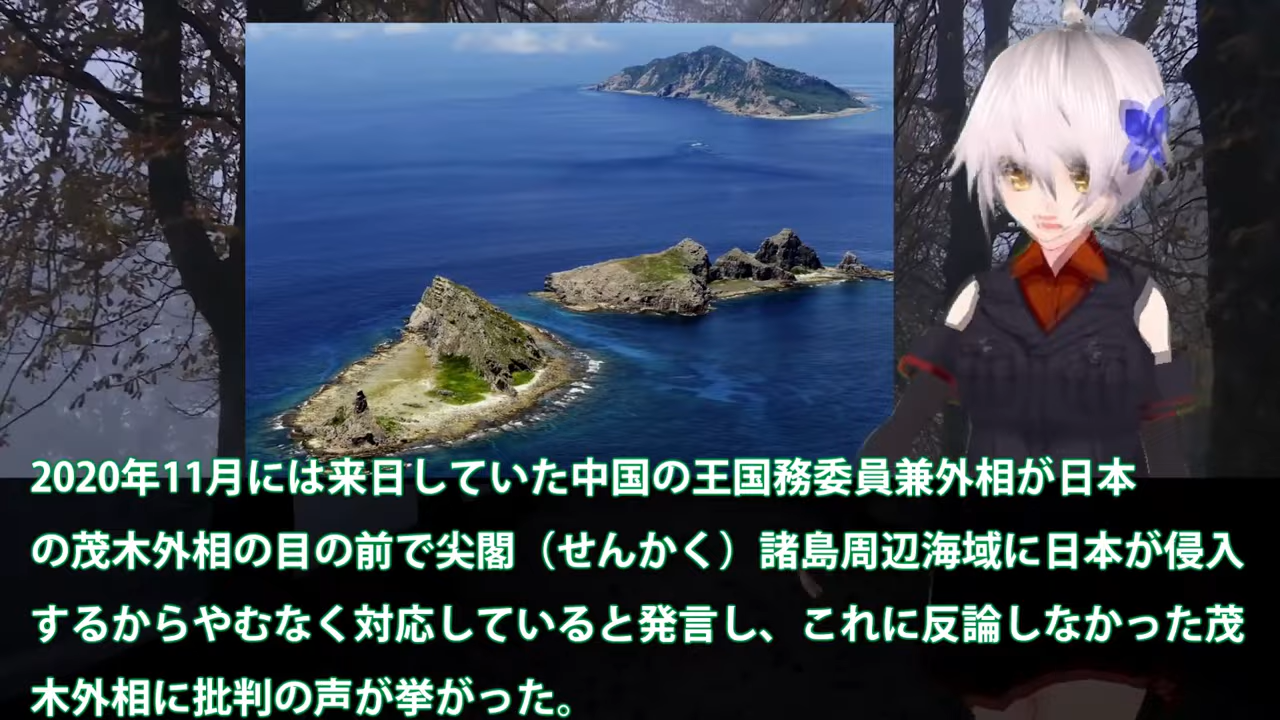 2020年11月には来日していた中国の王国務委員兼外相が日本
の茂木外相の目の前で尖閣（せんかく）諸島周辺海域に日本が侵入
するからやむなく対応していると発言し、これに反論しなかった茂
木外相に批判の声が挙がった。